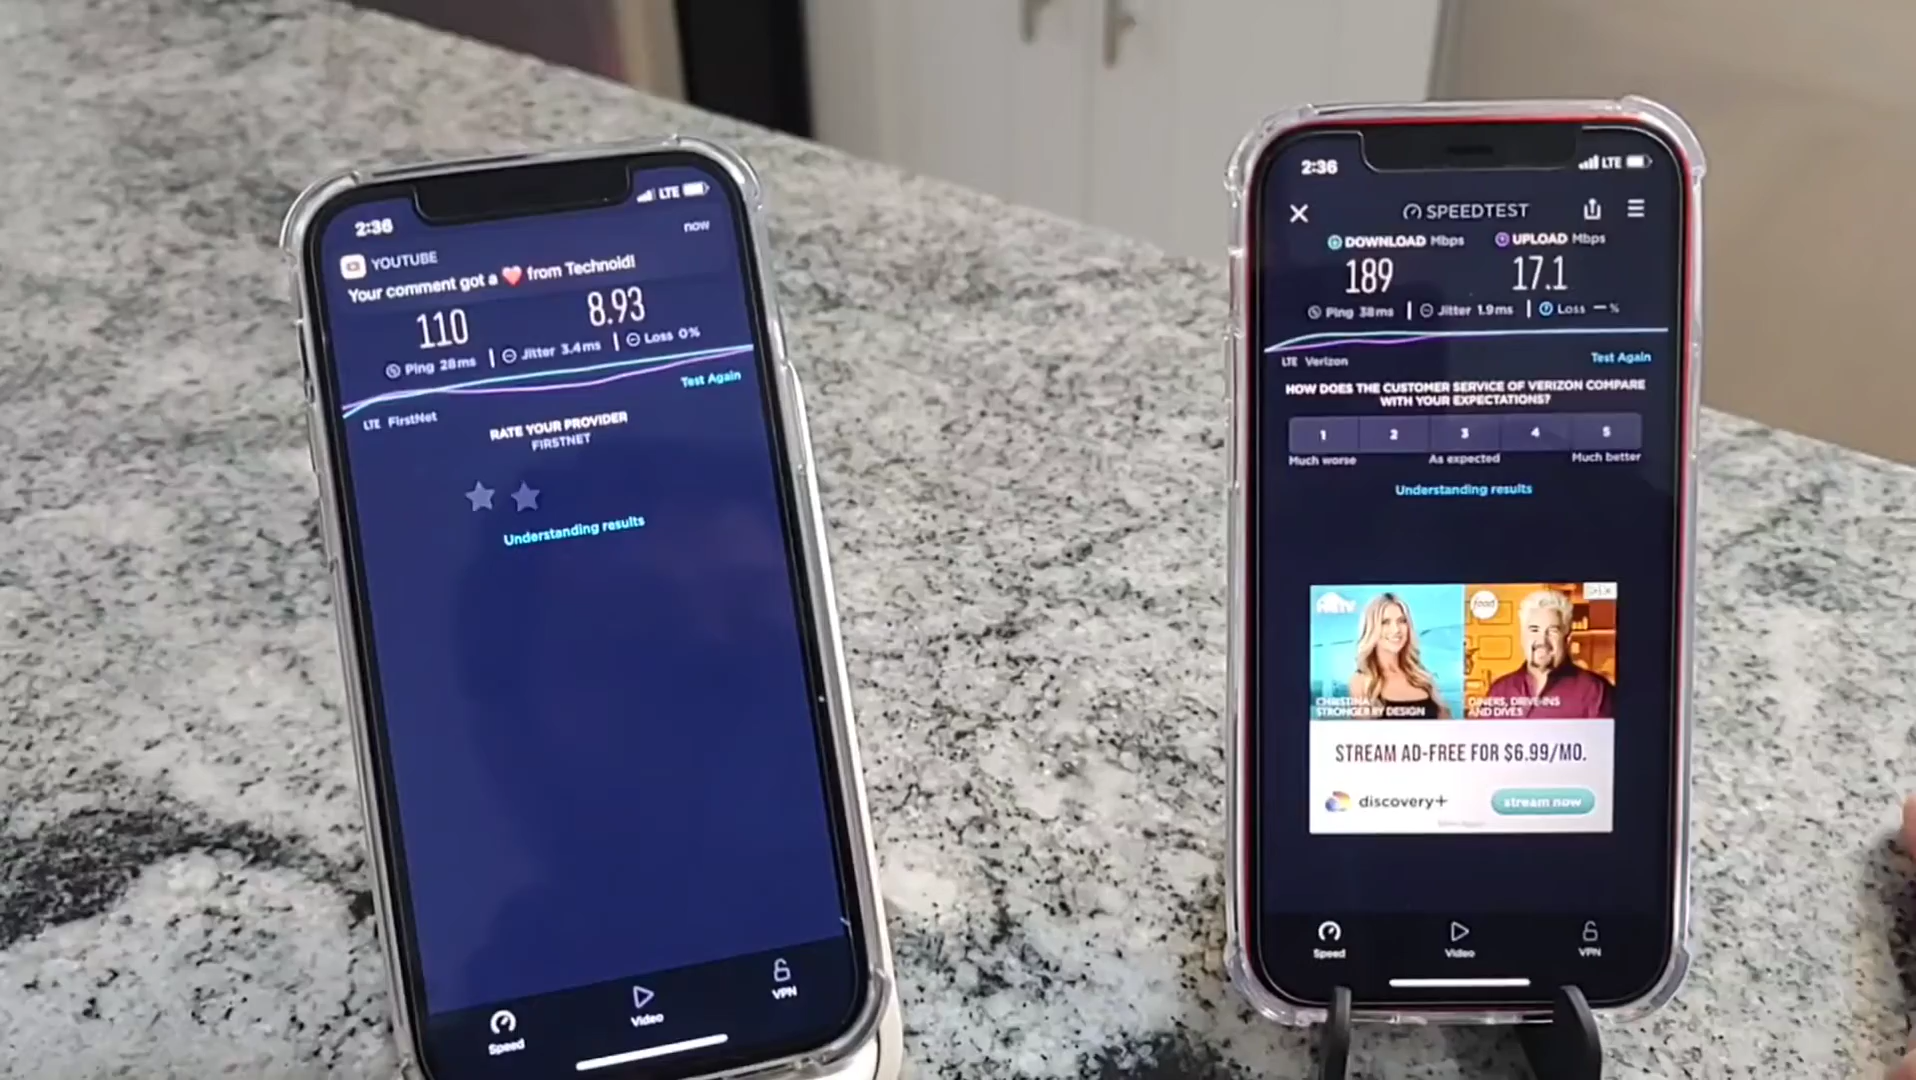 2:36
LTE
YOUTUBE
now
Your comment got a ❤️ from Technoid!
110
8.93
Ping 28ms | Jitter 3.4ms | Loss 0%
Test Again
LTE FirstNet
RATE YOUR PROVIDER
FIRSTNET
Understanding results
Speed
Video
VPN
2:36
LTE
SPEEDTEST
DOWNLOAD Mbps
UPLOAD Mbps
189
17.1
Ping 38ms | Jitter 1.9ms | Loss — %
LTE Verizon
Test Again
HOW DOES THE CUSTOMER SERVICE OF VERIZON COMPARE
WITH YOUR EXPECTATIONS?
1 2 3 4 5
Much worse As expected Much better
Understanding results
HGTV
food
CHRISTINA
STRONGER BY DESIGN
DINERS, DRIVE-INS
AND DIVES
STREAM AD-FREE FOR $6.99/MO.
discovery+
stream now
Speed
Video
VPN